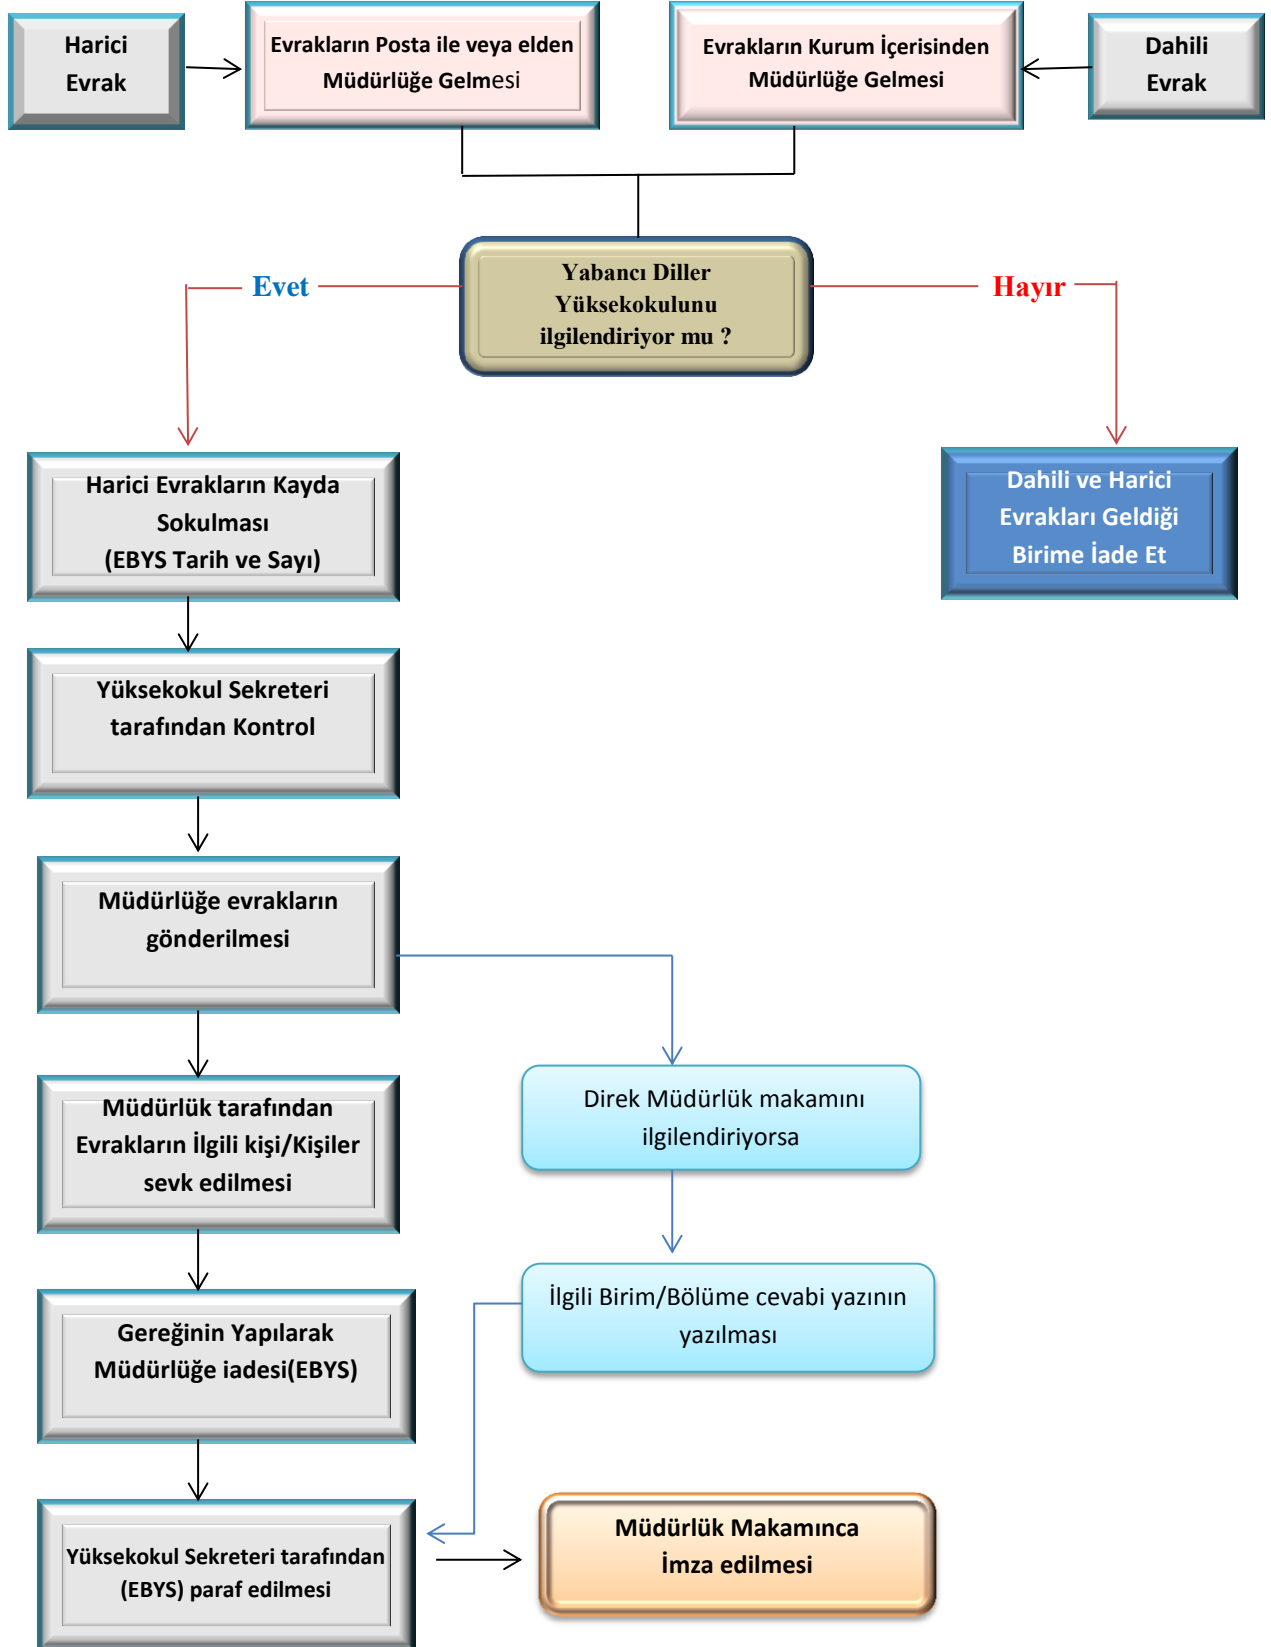 Harici
Evrak
Evrakların Posta ile veya elden
Müdürlüğe Gelmesi
Evrakların Kurum İçerisinden
Müdürlüğe Gelmesi
Dahili
Evrak
Yabancı Diller
Yüksekokulunu
ilgilendiriyor mu ?
Evet
Hayır
Harici Evrakların Kayda
Sokulması
(EBYS Tarih ve Sayı)
Dahili ve Harici
Evrakları Geldiği
Birime İade Et
Yüksekokul Sekreteri
tarafından Kontrol
Müdürlüğe evrakların
gönderilmesi
Müdürlük tarafından
Evrakların İlgili kişi/Kişiler
sevk edilmesi
Direk Müdürlük makamını
ilgilendiriyorsa
Gereğinin Yapılarak
Müdürlüğe iadesi(EBYS)
İlgili Birim/Bölüme cevabi yazının
yazılması
Yüksekokul Sekreteri tarafından
(EBYS) paraf edilmesi
Müdürlük Makamınca
İmza edilmesi